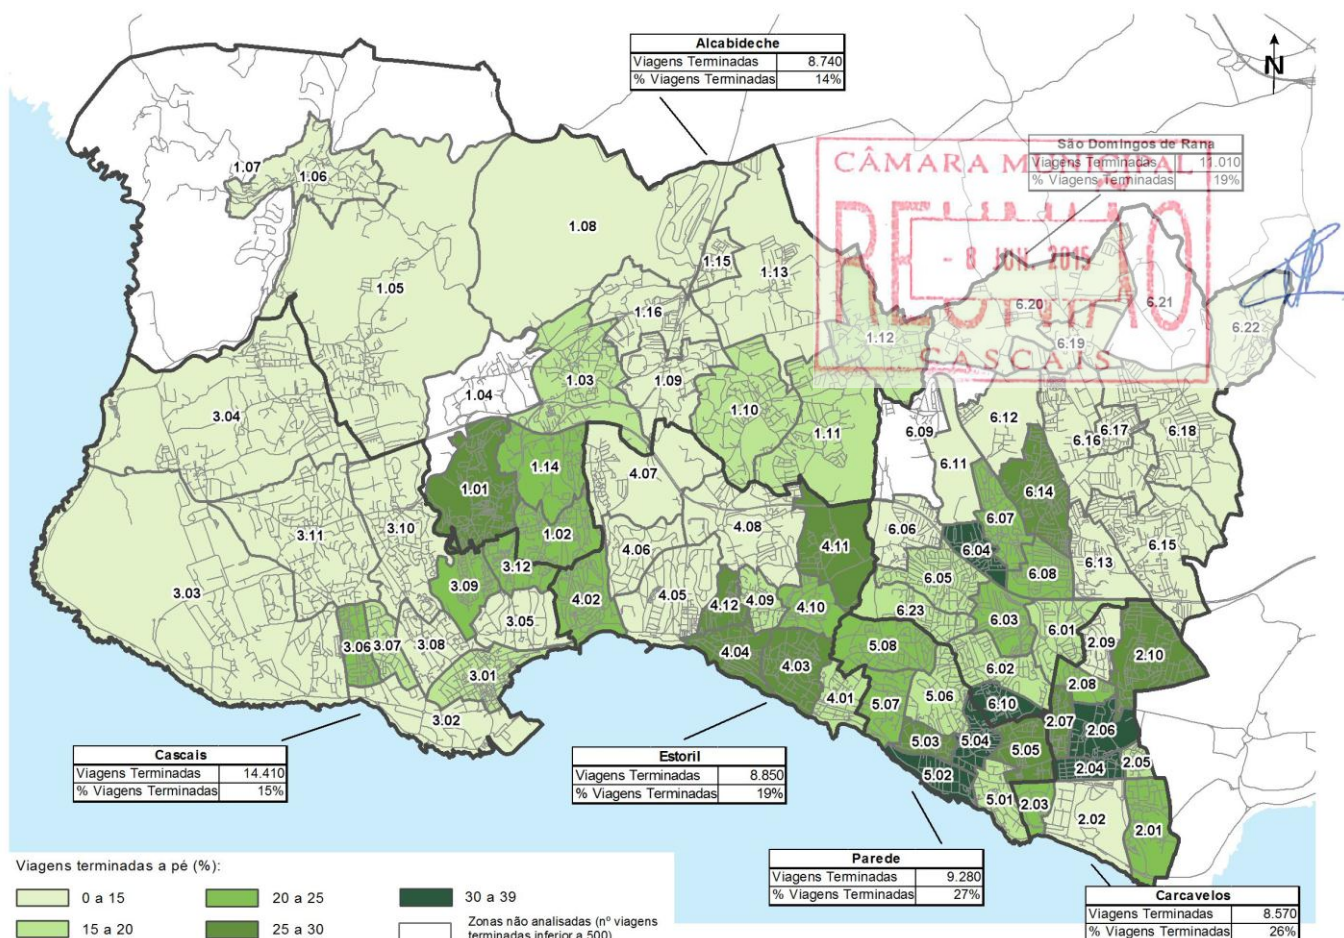 Alcabideche
Viagens Terminadas 8.740
% Viagens Terminadas 14%
N
São Domingos de Rana
Viagens Terminadas 11.010
% Viagens Terminadas 19%
CÂMARA MUNICIPAL
REUNIÃO
- 8 JUN. 2015
CASCAIS
1.07
1.06
1.08
1.15
1.13
1.05
1.16
6.20
6.21
6.22
6.19
1.12
1.04
1.03
1.09
1.10
1.11
3.04
6.09
6.12
6.16
6.17
6.18
6.11
1.01
1.14
4.07
6.14
3.11
3.10
1.02
4.08
6.06
6.07
4.06
4.11
6.04
6.15
3.03
3.09
3.12
4.02
4.05
4.12
4.09
4.10
6.05
6.08
6.13
6.23
3.06
3.07
3.08
3.05
6.03
6.01
2.09
2.10
4.04
4.03
5.08
6.02
3.01
4.01
5.07
5.06
6.10
2.08
3.02
5.03
5.04
5.05
2.07
2.06
5.02
2.04
2.05
5.01
2.03
2.02
2.01
Cascais
Viagens Terminadas 14.410
% Viagens Terminadas 15%
Estoril
Viagens Terminadas 8.850
% Viagens Terminadas 19%
Parede
Viagens Terminadas 9.280
% Viagens Terminadas 27%
Carcavelos
Viagens Terminadas 8.570
% Viagens Terminadas 26%
Viagens terminadas a pé (%):
0 a 15
20 a 25
30 a 39
15 a 20
25 a 30
Zonas não analisadas (nº viagens
terminadas inferior a 500)